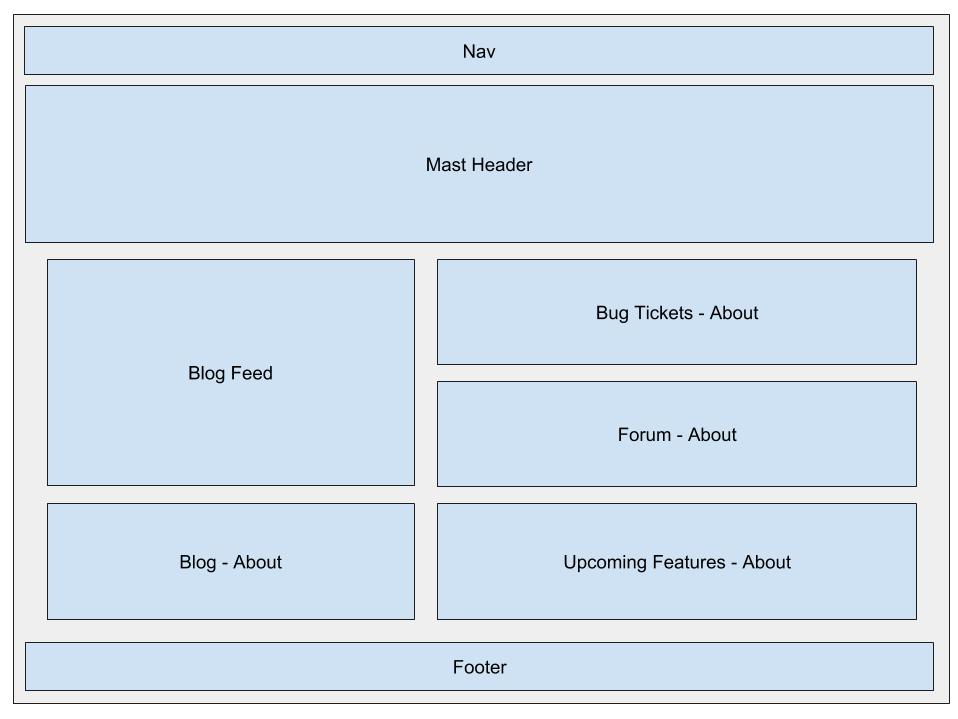 Nav
Mast Header
Blog Feed
Bug Tickets - About
Forum - About
Blog - About
Upcoming Features - About
Footer